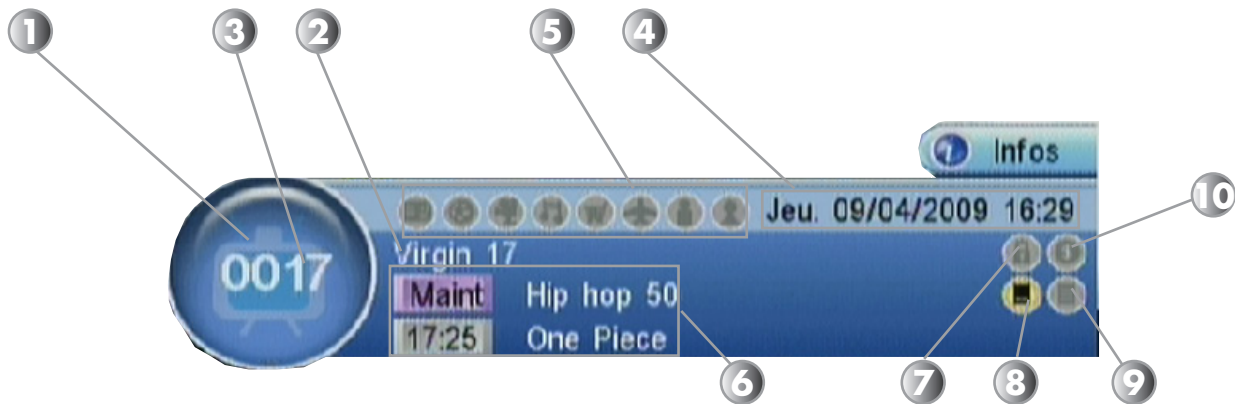 1 3 2 5 4
Infos
10
Jeu. 09/04/2009 16:29
0017
Virgin 17
Maint Hip hop 50
17:25 One Piece
6 7 8 9